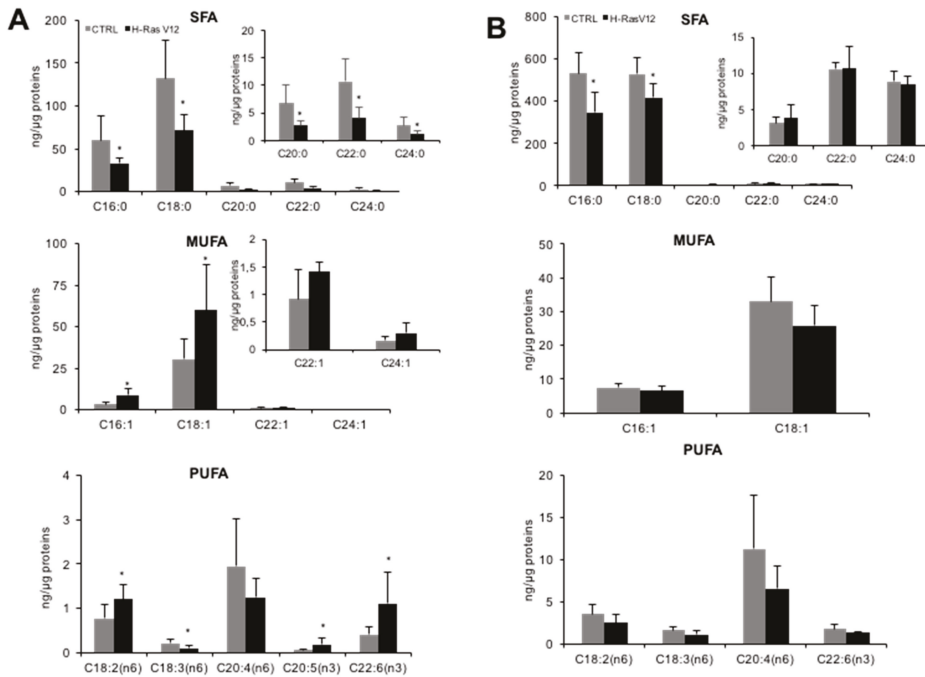 A
SFA
CTRL H-Ras V12
ng/µg proteins
200
150
100
50
0
C16:0 C18:0 C20:0 C22:0 C24:0
ng/µg proteins
20
15
10
5
0
C20:0 C22:0 C24:0
* * * * *
MUFA
ng/µg proteins
100
75
50
25
0
C16:1 C18:1 C22:1 C24:1
ng/µg proteins
2
1,5
1
0,5
0
C22:1 C24:1
* *
PUFA
ng/µg proteins
4
3
2
1
0
C18:2(n6) C18:3(n6) C20:4(n6) C20:5(n3) C22:6(n3)
* * * *
B
SFA
CTRL H-RasV12
ng/µg proteins
800
600
400
200
0
C16:0 C18:0 C20:0 C22:0 C24:0
ng/µg proteins
15
10
5
0
C20:0 C22:0 C24:0
* *
MUFA
ng/µg proteins
50
40
30
20
10
0
C16:1 C18:1
PUFA
ng/µg proteins
20
15
10
5
0
C18:2(n6) C18:3(n6) C20:4(n6) C22:6(n3)